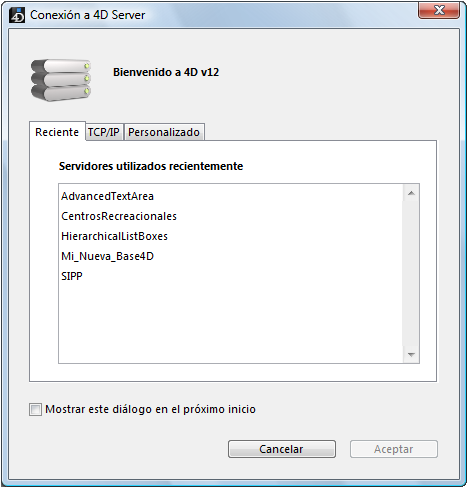 Conexión a 4D Server
Bienvenido a 4D v12
Reciente TCP/IP Personalizado
Servidores utilizados recientemente
AdvancedTextArea
CentrosRecreacionales
HierarchicalListBoxes
Mi_Nueva_Base4D
SIPP
Mostrar este diálogo en el próximo inicio
Cancelar Aceptar